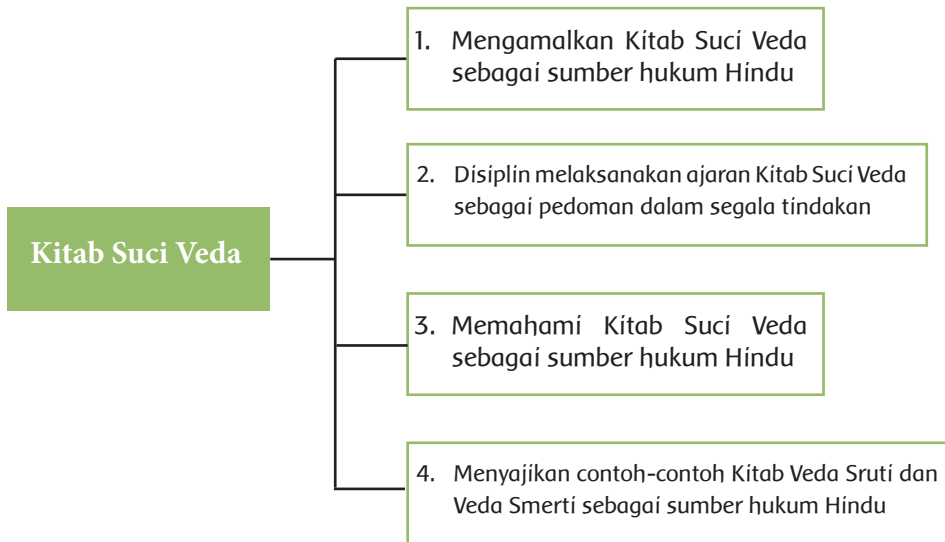 Kitab Suci Veda
1. Mengamalkan Kitab Suci Veda
sebagai sumber hukum Hindu
2. Disiplin melaksanakan ajaran Kitab Suci Veda
sebagai pedoman dalam segala tindakan
3. Memahami Kitab Suci Veda
sebagai sumber hukum Hindu
4. Menyajikan contoh-contoh Kitab Veda Sruti dan
Veda Smerti sebagai sumber hukum Hindu